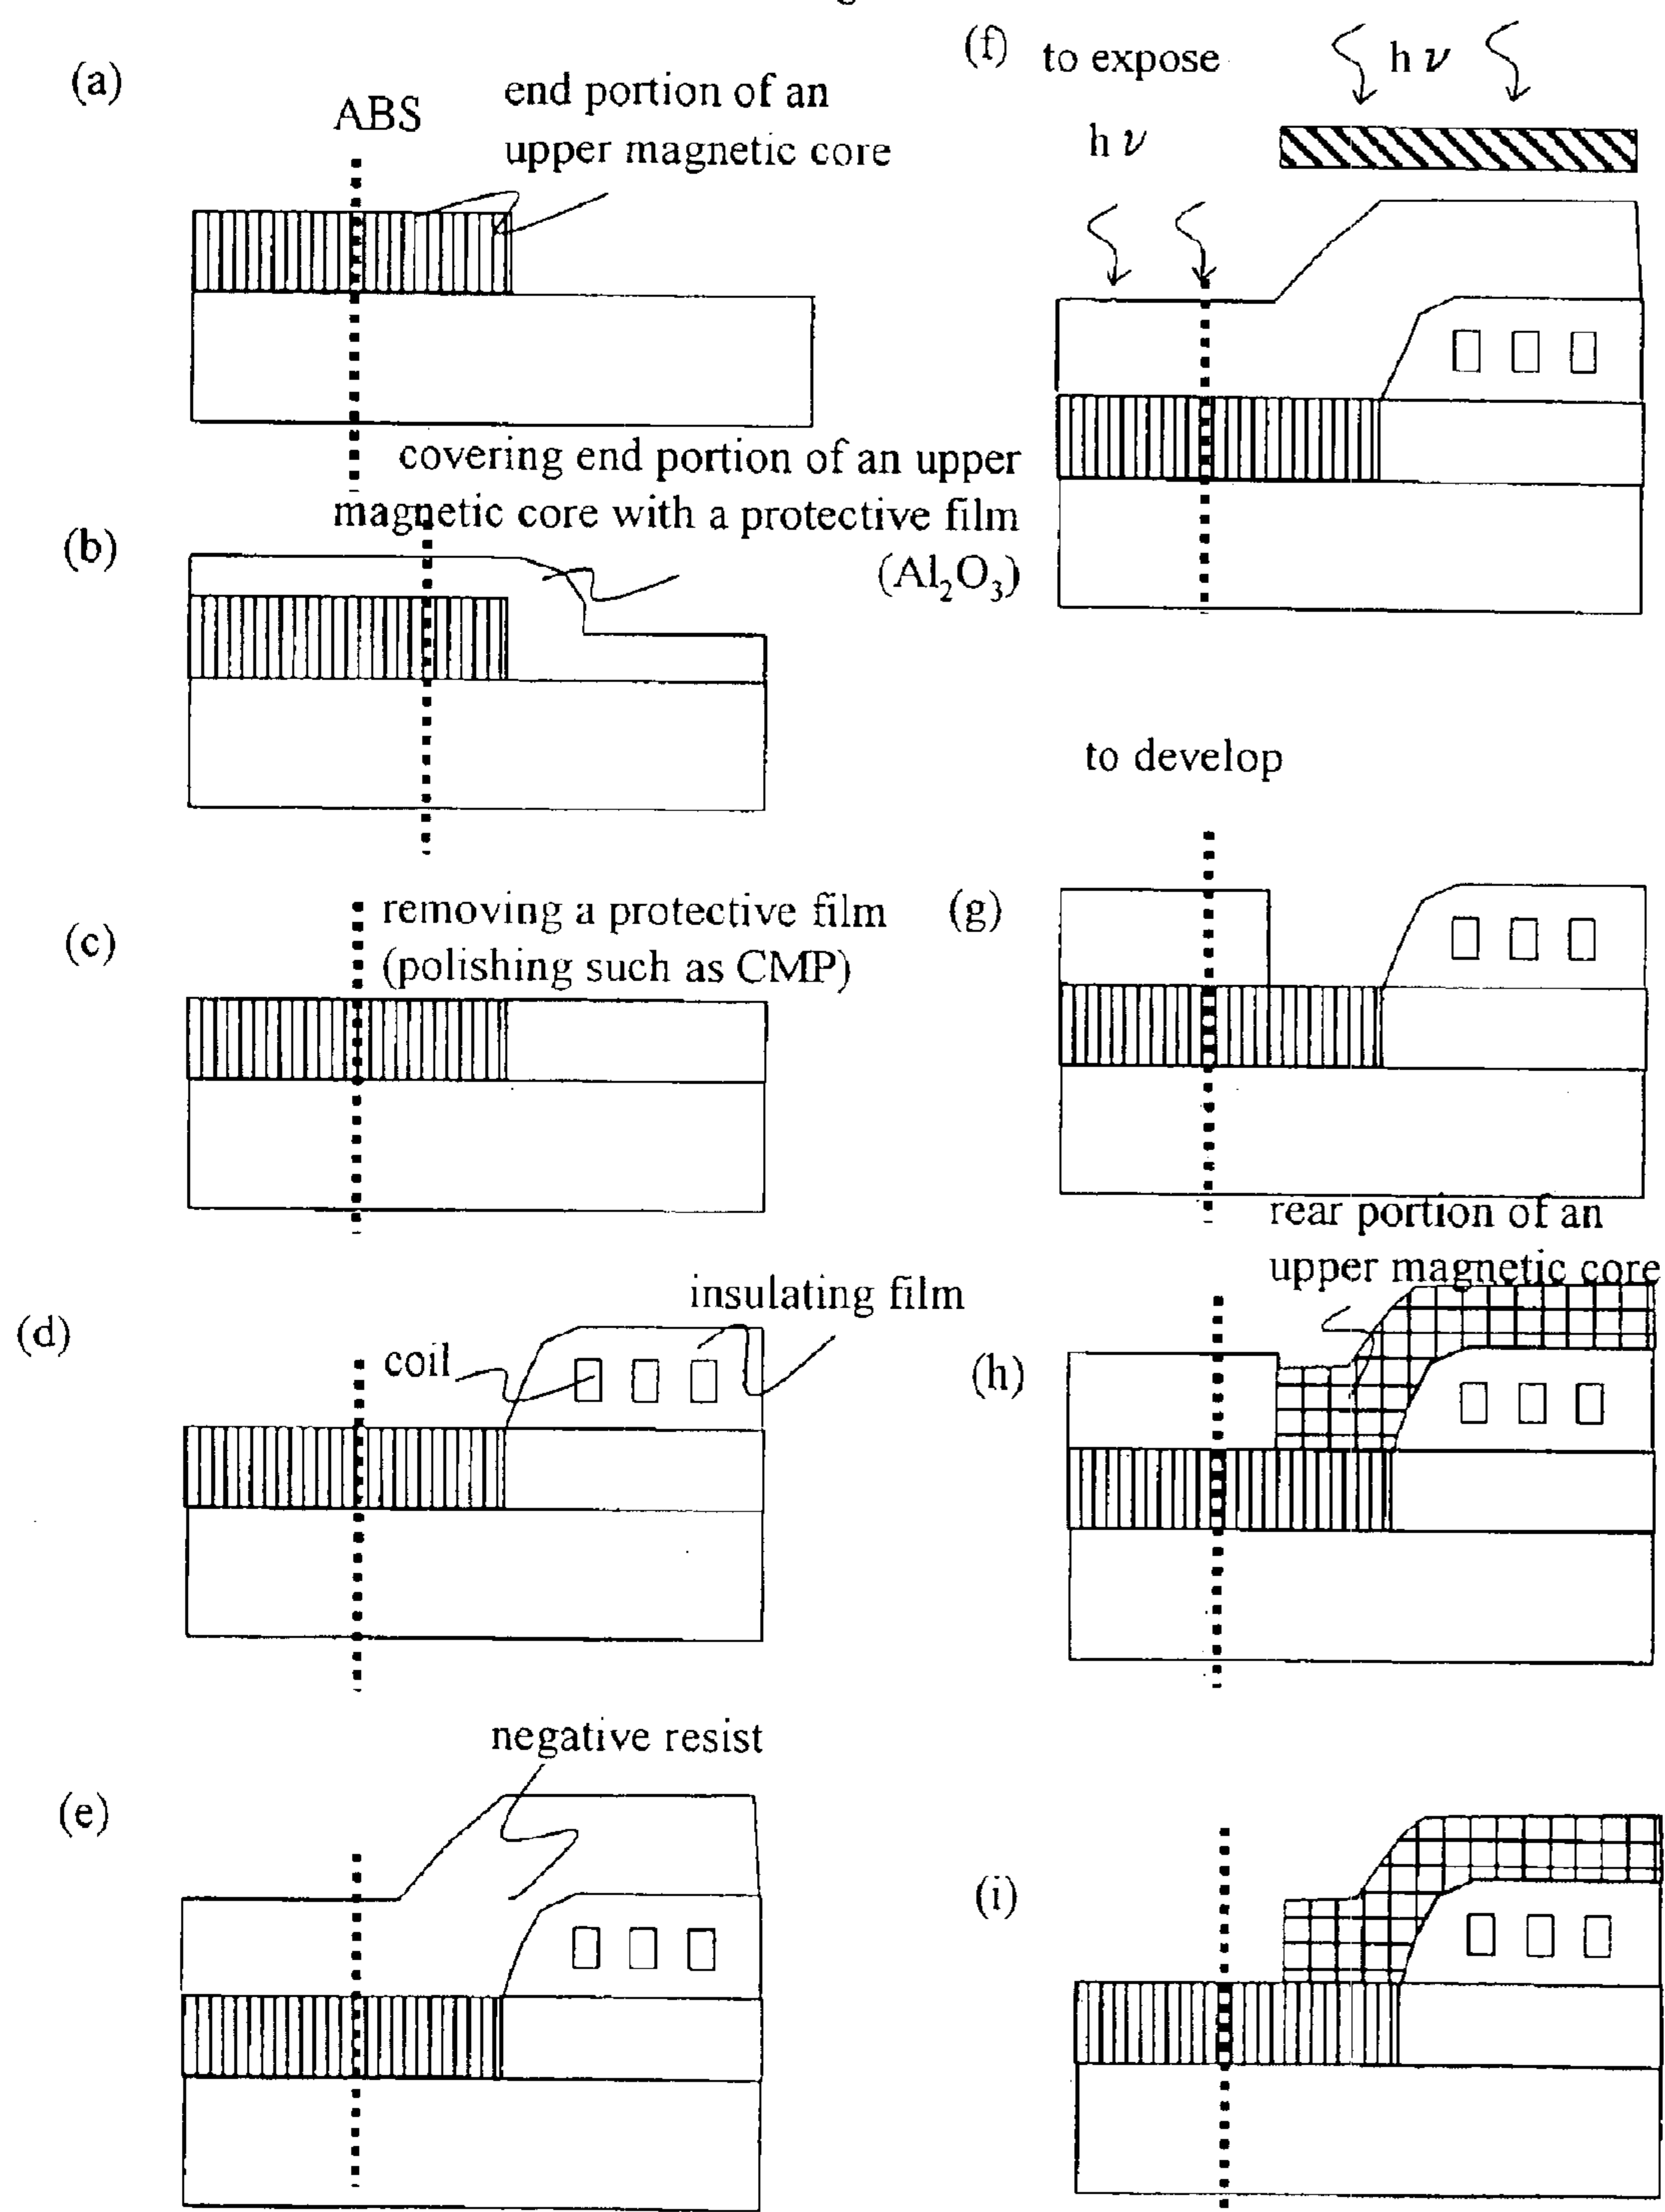 (a)
ABS
end portion of an
upper magnetic core
(b)
covering end portion of an upper
magnetic core with a protective film
(Al₂O₃)
(c)
removing a protective film
(polishing such as CMP)
(d)
coil
insulating film
(e)
negative resist
(f)
to expose
h ν
h ν
to develop
(g)
rear portion of an
upper magnetic core
(h)
(i)